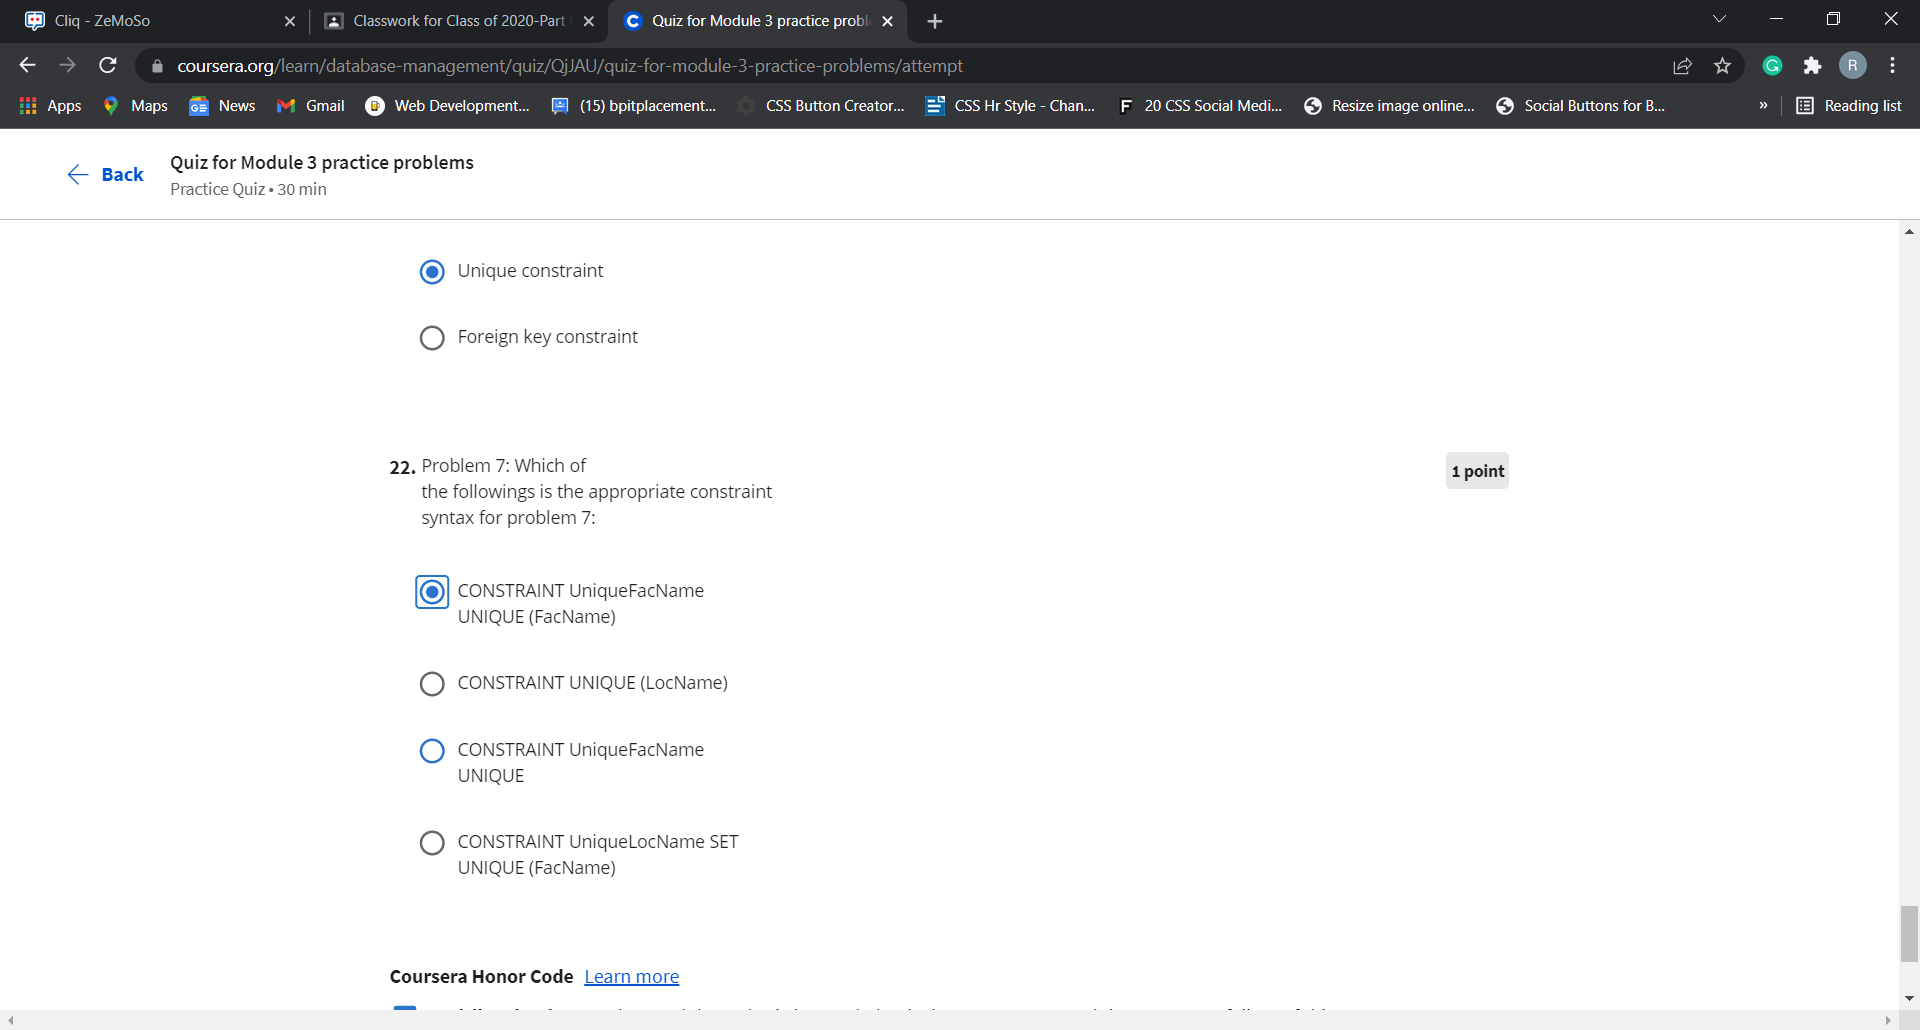 Cliq - ZeMoSo
Classwork for Class of 2020-Part
Quiz for Module 3 practice probl
coursera.org/learn/database-management/quiz/QjJAU/quiz-for-module-3-practice-problems/attempt
G
R
Apps
Maps
News
Gmail
Web Development...
(15) bpitplacement...
CSS Button Creator...
CSS Hr Style - Chan...
20 CSS Social Medi...
Resize image online...
Social Buttons for B...
»
Reading list
Back
Quiz for Module 3 practice problems
Practice Quiz • 30 min
Unique constraint
Foreign key constraint
22. Problem 7: Which of
the followings is the appropriate constraint
syntax for problem 7:
1 point
CONSTRAINT UniqueFacName
UNIQUE (FacName)
CONSTRAINT UNIQUE (LocName)
CONSTRAINT UniqueFacName
UNIQUE
CONSTRAINT UniqueLocName SET
UNIQUE (FacName)
Coursera Honor Code Learn more